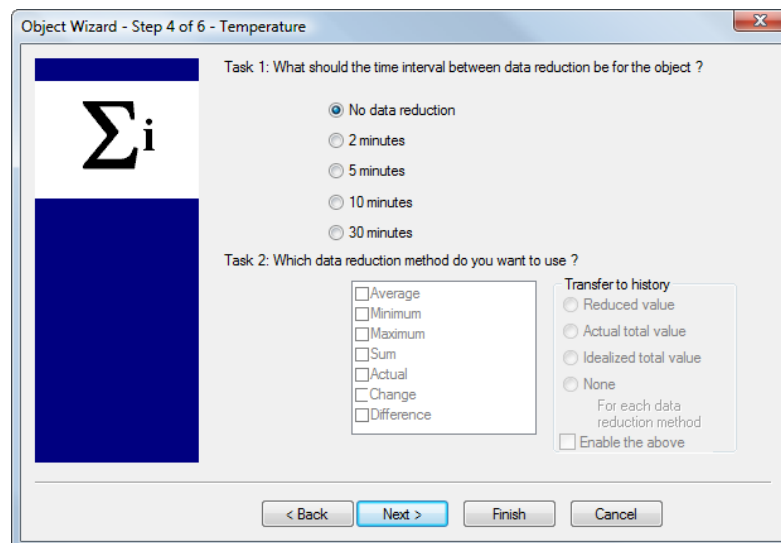 Object Wizard - Step 4 of 6 - Temperature
Task 1: What should the time interval between data reduction be for the object ?
Σi
No data reduction
2 minutes
5 minutes
10 minutes
30 minutes
Task 2: Which data reduction method do you want to use ?
Average
Minimum
Maximum
Sum
Actual
Change
Difference
Transfer to history
Reduced value
Actual total value
Idealized total value
None
For each data
reduction method
Enable the above
< Back
Next >
Finish
Cancel